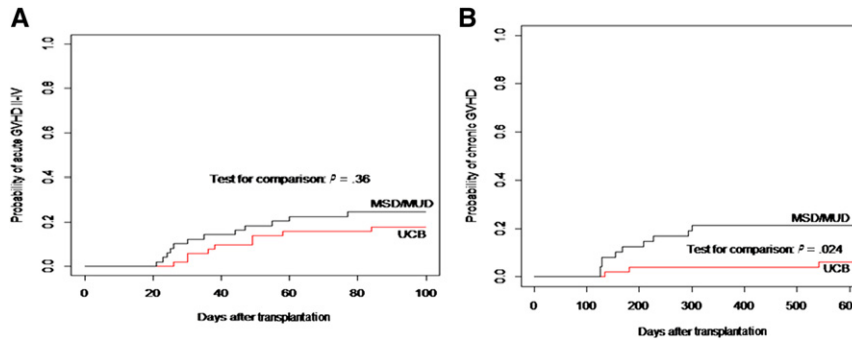 A
Probability of acute GVHD II-IV
1.0
0.8
0.6
0.4
0.2
0.0
Test for comparison: P = .36
MSD/MUD
UCB
0 20 40 60 80 100
Days after transplantation
B
Probability of chronic GVHD
1.0
0.8
0.6
0.4
0.2
0.0
MSD/MUD
Test for comparison: P = .024
UCB
0 100 200 300 400 500 600
Days after transplantation